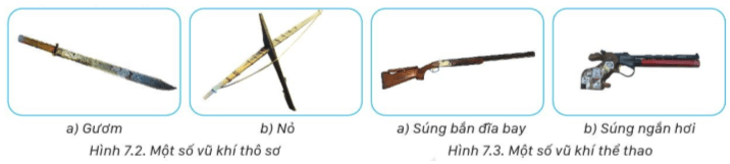 a) Gươm
b) Nỏ
a) Súng bắn đĩa bay
b) Súng ngắn hơi
Hình 7.2. Một số vũ khí thô sơ
Hình 7.3. Một số vũ khí thể thao